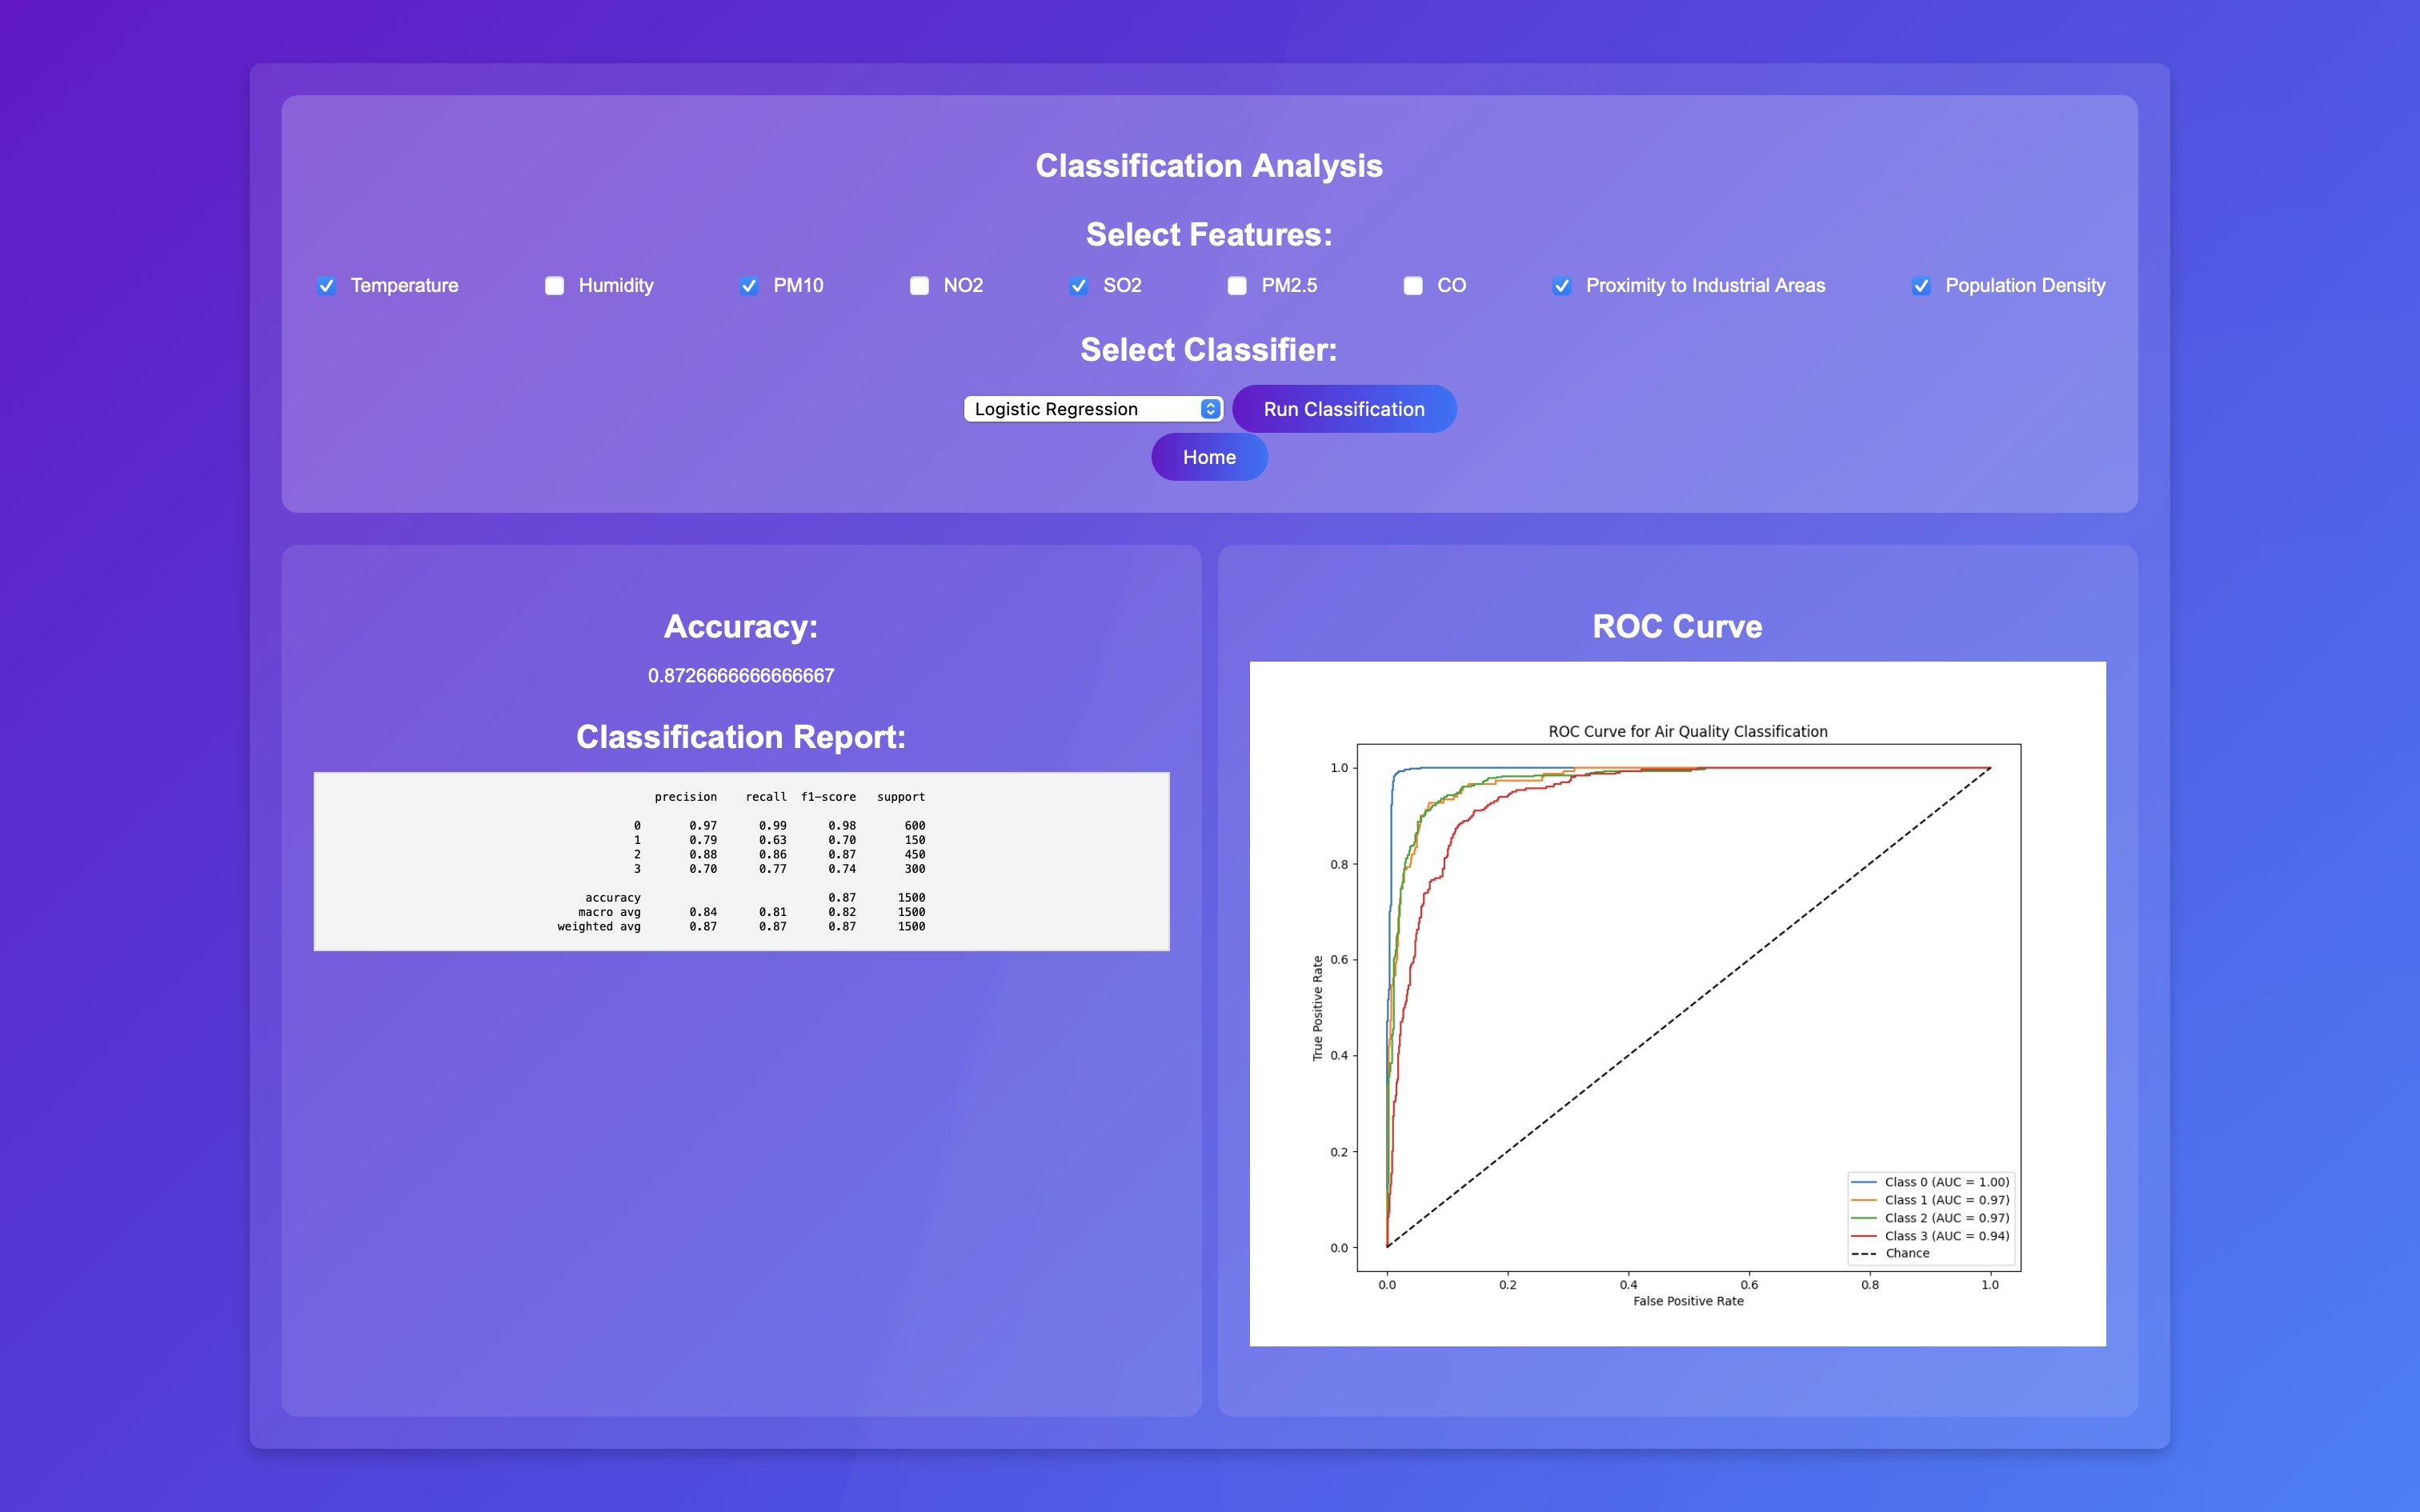 Classification Analysis
Select Features:
Temperature Humidity PM10 NO2 SO2 PM2.5 CO Proximity to Industrial Areas Population Density
Select Classifier:
Logistic Regression Run Classification
Home
Accuracy:
0.8726666666666667
Classification Report:
precision recall f1-score support
0 0.97 0.99 0.98 600
1 0.79 0.63 0.70 150
2 0.88 0.86 0.87 450
3 0.70 0.77 0.74 300
accuracy 0.87 1500
macro avg 0.84 0.81 0.82 1500
weighted avg 0.87 0.87 0.87 1500
ROC Curve
ROC Curve for Air Quality Classification
1.0
0.8
0.6
0.4
0.2
0.0
True Positive Rate
0.0 0.2 0.4 0.6 0.8 1.0
False Positive Rate
Class 0 (AUC = 1.00)
Class 1 (AUC = 0.97)
Class 2 (AUC = 0.97)
Class 3 (AUC = 0.94)
Chance